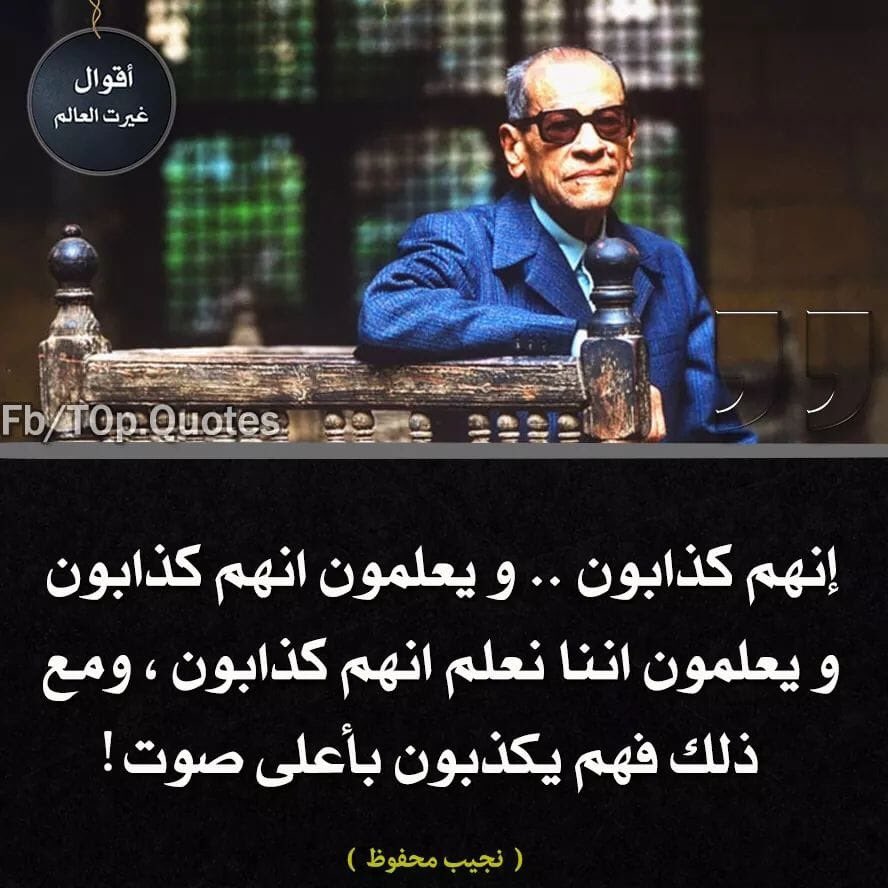 أقوال
غيرت العالم
Fb/T0p.Quotes
إنهم كذابون .. و يعلمون انهم كذابون
و يعلمون اننا نعلم انهم كذابون ، ومع
ذلك فهم يكذبون بأعلى صوت !
( نجيب محفوظ )